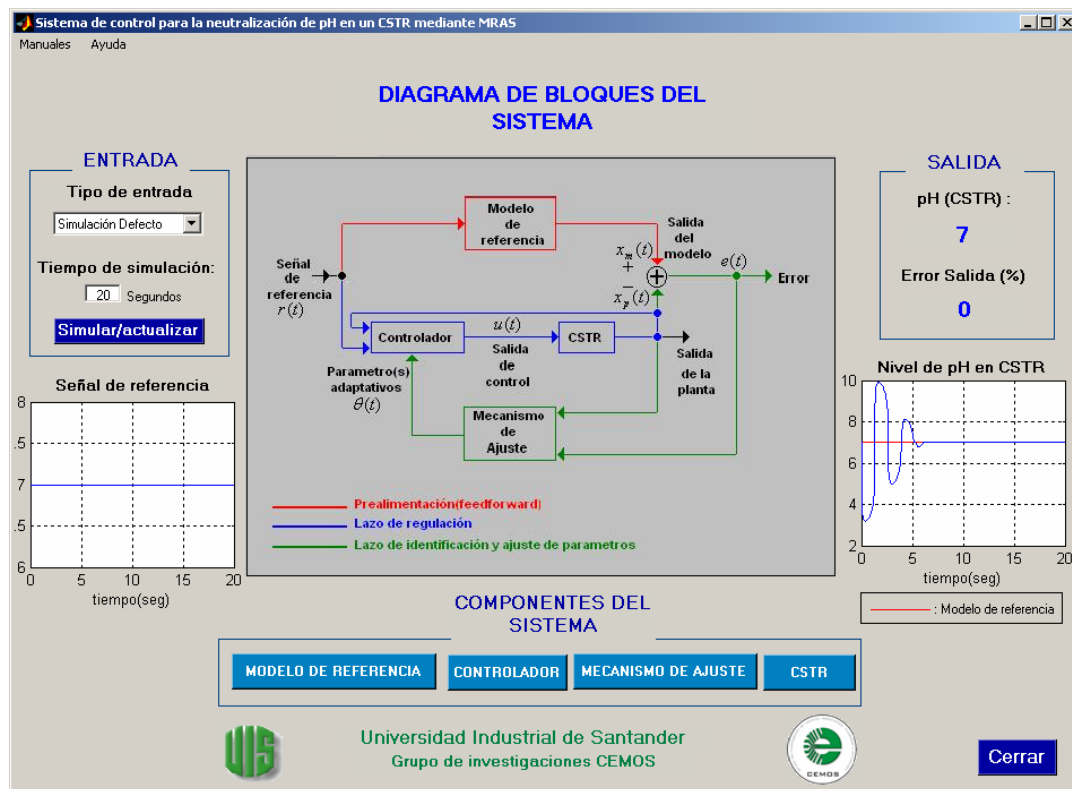 Sistema de control para la neutralización de pH en un CSTR mediante MRAS
Manuales Ayuda
DIAGRAMA DE BLOQUES DEL
SISTEMA
ENTRADA
Tipo de entrada
Simulación Defecto
Tiempo de simulación:
20 Segundos
Simular/actualizar
Señal de referencia
8
.5
7
.5
6
0 5 10 15 20
tiempo(seg)
Modelo
de
referencia
Señal
de
referencia
r(t)
Salida
del
modelo
x_m(t)
+
−
x_p(t)
e(t)
Error
Controlador
u(t)
Salida
de
control
CSTR
Salida
de la
planta
Parametro(s)
adaptativos
θ(t)
Mecanismo
de
Ajuste
Prealimentación(feedforward)
Lazo de regulación
Lazo de identificación y ajuste de parametros
SALIDA
pH (CSTR) :
7
Error Salida (%)
0
Nivel de pH en CSTR
10
8
6
4
2
0 5 10 15 20
tiempo(seg)
: Modelo de referencia
COMPONENTES DEL
SISTEMA
MODELO DE REFERENCIA
CONTROLADOR
MECANISMO DE AJUSTE
CSTR
UIS
Universidad Industrial de Santander
Grupo de investigaciones CEMOS
CEMOS
Cerrar